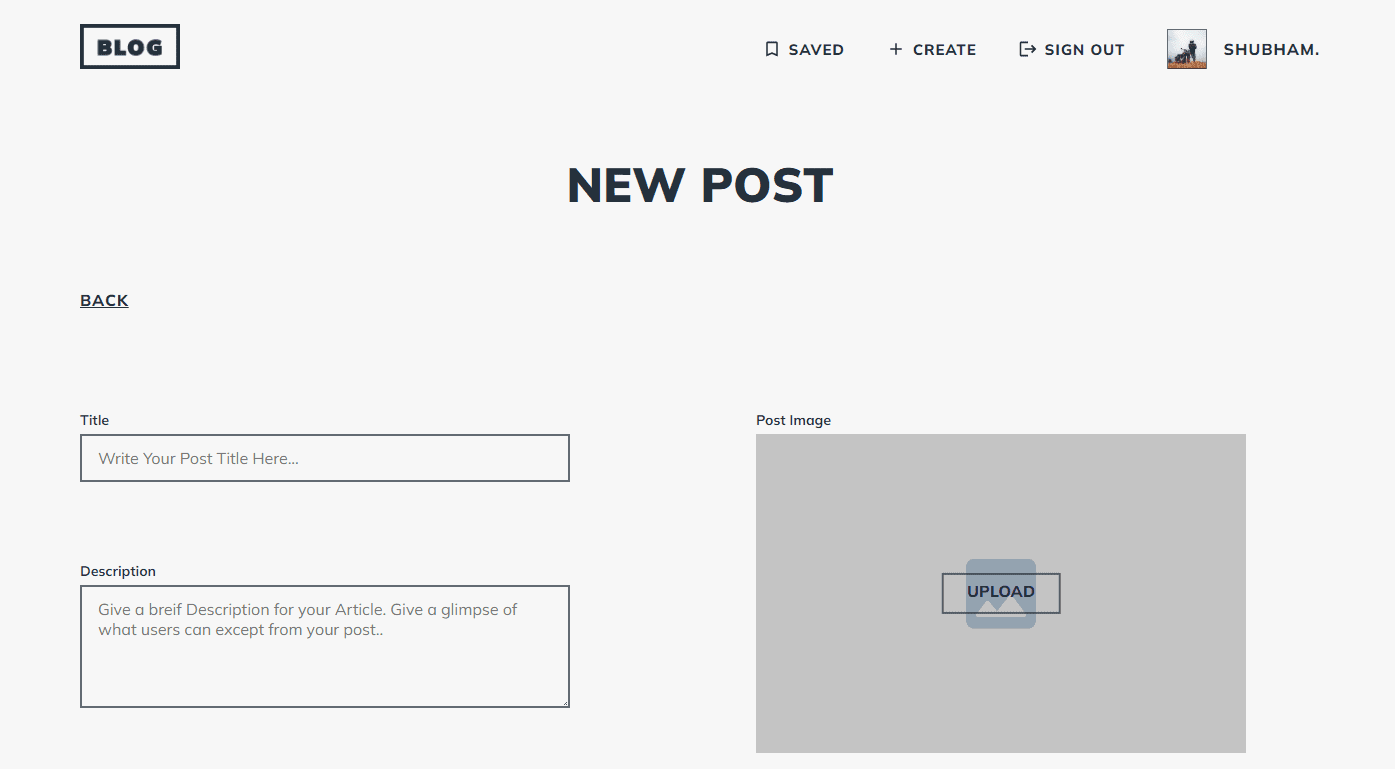 BLOG
SAVED
CREATE
SIGN OUT
SHUBHAM.
NEW POST
BACK
Title
Write Your Post Title Here...
Description
Give a breif Description for your Article. Give a glimpse of
what users can except from your post..
Post Image
UPLOAD